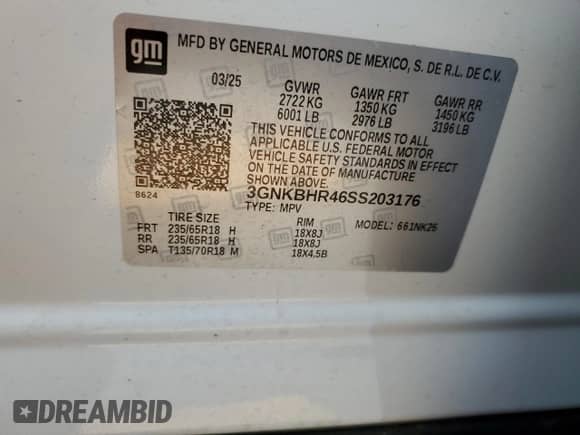 gm
MFD BY GENERAL MOTORS DE MEXICO, S. DE R.L. DE C.V.
03/25 GVWR GAWR FRT GAWR RR
2722 KG 1350 KG 1450 KG
6001 LB 2976 LB 3196 LB
THIS VEHICLE CONFORMS TO ALL
APPLICABLE U.S. FEDERAL MOTOR
VEHICLE SAFETY STANDARDS IN EFFECT
ON THE DATE OF MANUFACTURE
SHOWN ABOVE.
8624 3GNKBHR46SS203176
TYPE: MPV MODEL: 661NK26
TIRE SIZE RIM
FRT 235/65R18 H 18X8J
RR 235/65R18 H 18X8J
SPA T135/70R18 M 18X4.5B
DREAMBID